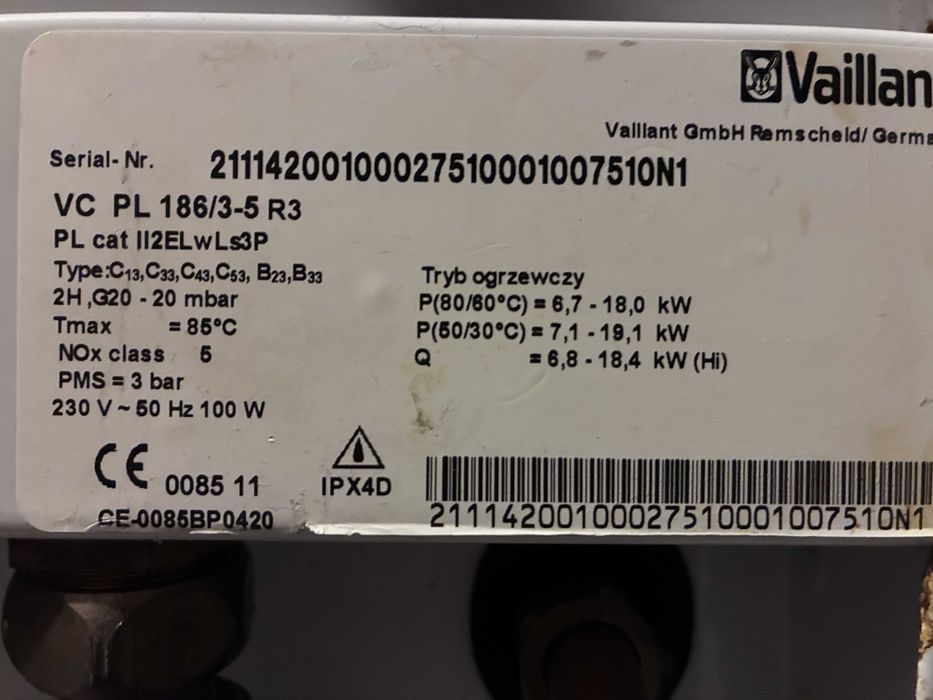 Vaillan
Vaillant GmbH Remscheld/ Germa
Serial-Nr. 21114200100027510001007510N1
VC PL 186/3-5 R3
PL cat II2ELwLs3P
Type:C13,C33,C43,C53, B23,B33
2H,G20 - 20 mbar
Tmax = 85°C
NOx class 5
PMS = 3 bar
230 V ~ 50 Hz 100 W
Tryb ogrzewczy
P(80/60°C) = 6,7 - 18,0 kW
P(50/30°C) = 7,1 - 19,1 kW
Q = 6,8 - 18,4 kW (Hi)
CE 0085 11
IPX4D
CE-0085BP0420
21114200100027510001007510N1